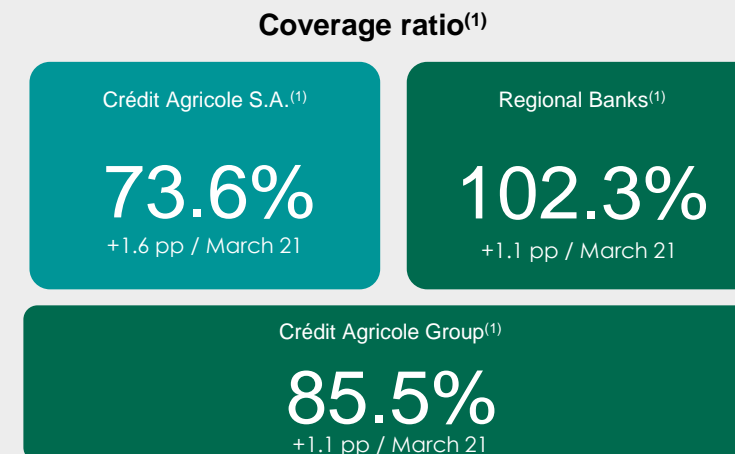 Coverage ratio(1)
Crédit Agricole S.A.(1)
73.6%
+1.6 pp / March 21
Regional Banks(1)
102.3%
+1.1 pp / March 21
Crédit Agricole Group(1)
85.5%
+1.1 pp / March 21